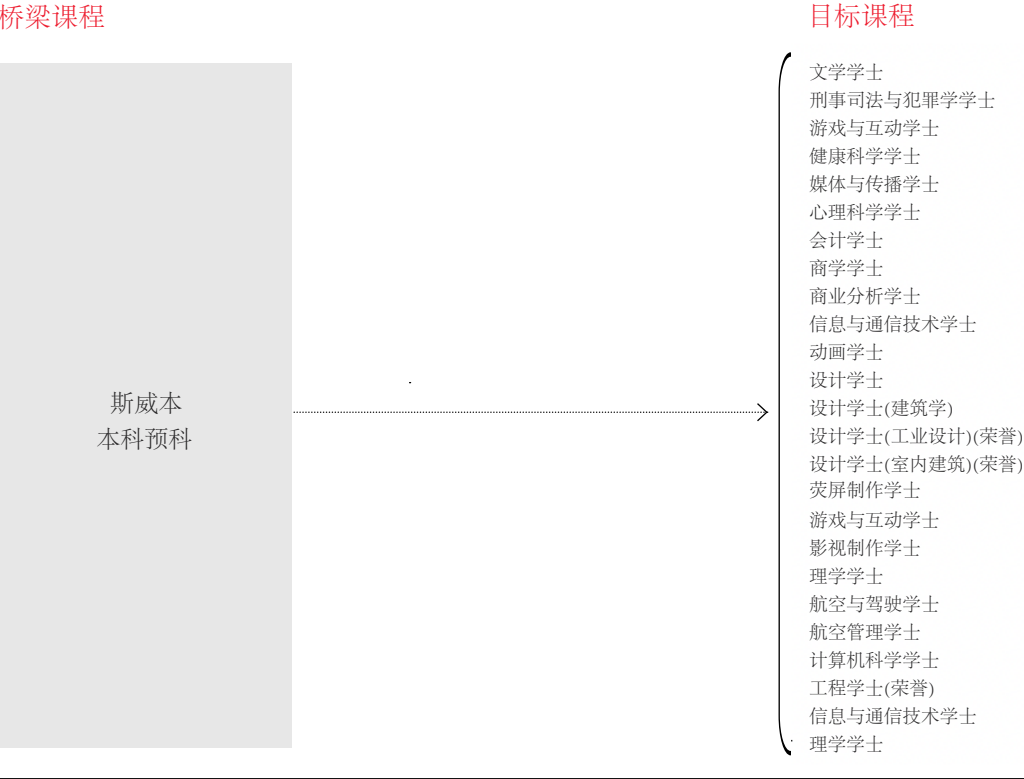 桥梁课程
目标课程
斯威本
本科预科
文学学士
刑事司法与犯罪学学士
游戏与互动学士
健康科学学士
媒体与传播学士
心理科学学士
会计学士
商学学士
商业分析学士
信息与通信技术学士
动画学士
设计学士
设计学士(建筑学)
设计学士(工业设计)(荣誉)
设计学士(室内建筑)(荣誉)
荧屏制作学士
游戏与互动学士
影视制作学士
理学学士
航空与驾驶学士
航空管理学士
计算机科学学士
工程学士(荣誉)
信息与通信技术学士
理学学士